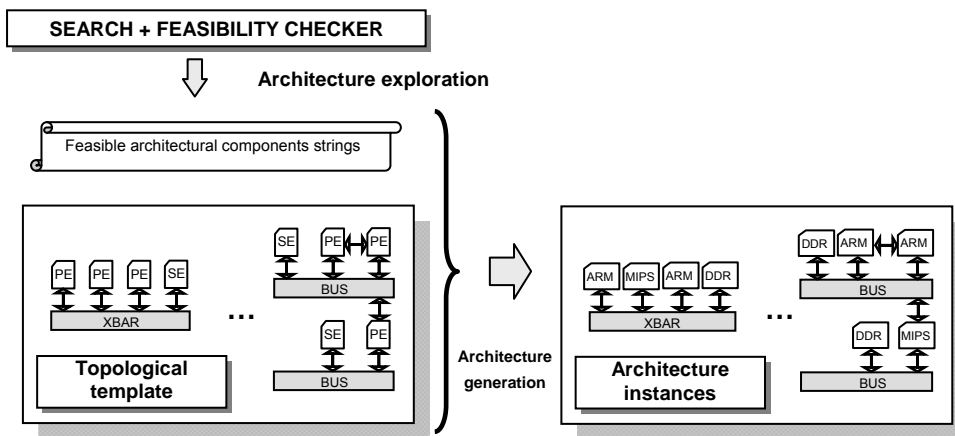 SEARCH + FEASIBILITY CHECKER
Architecture exploration
Feasible architectural components strings
SE PE PE
PE PE PE SE
BUS
XBAR
...
SE PE
BUS
Topological
template
Architecture
generation
DDR ARM ARM
ARM MIPS ARM DDR
BUS
XBAR
...
DDR MIPS
BUS
Architecture
instances